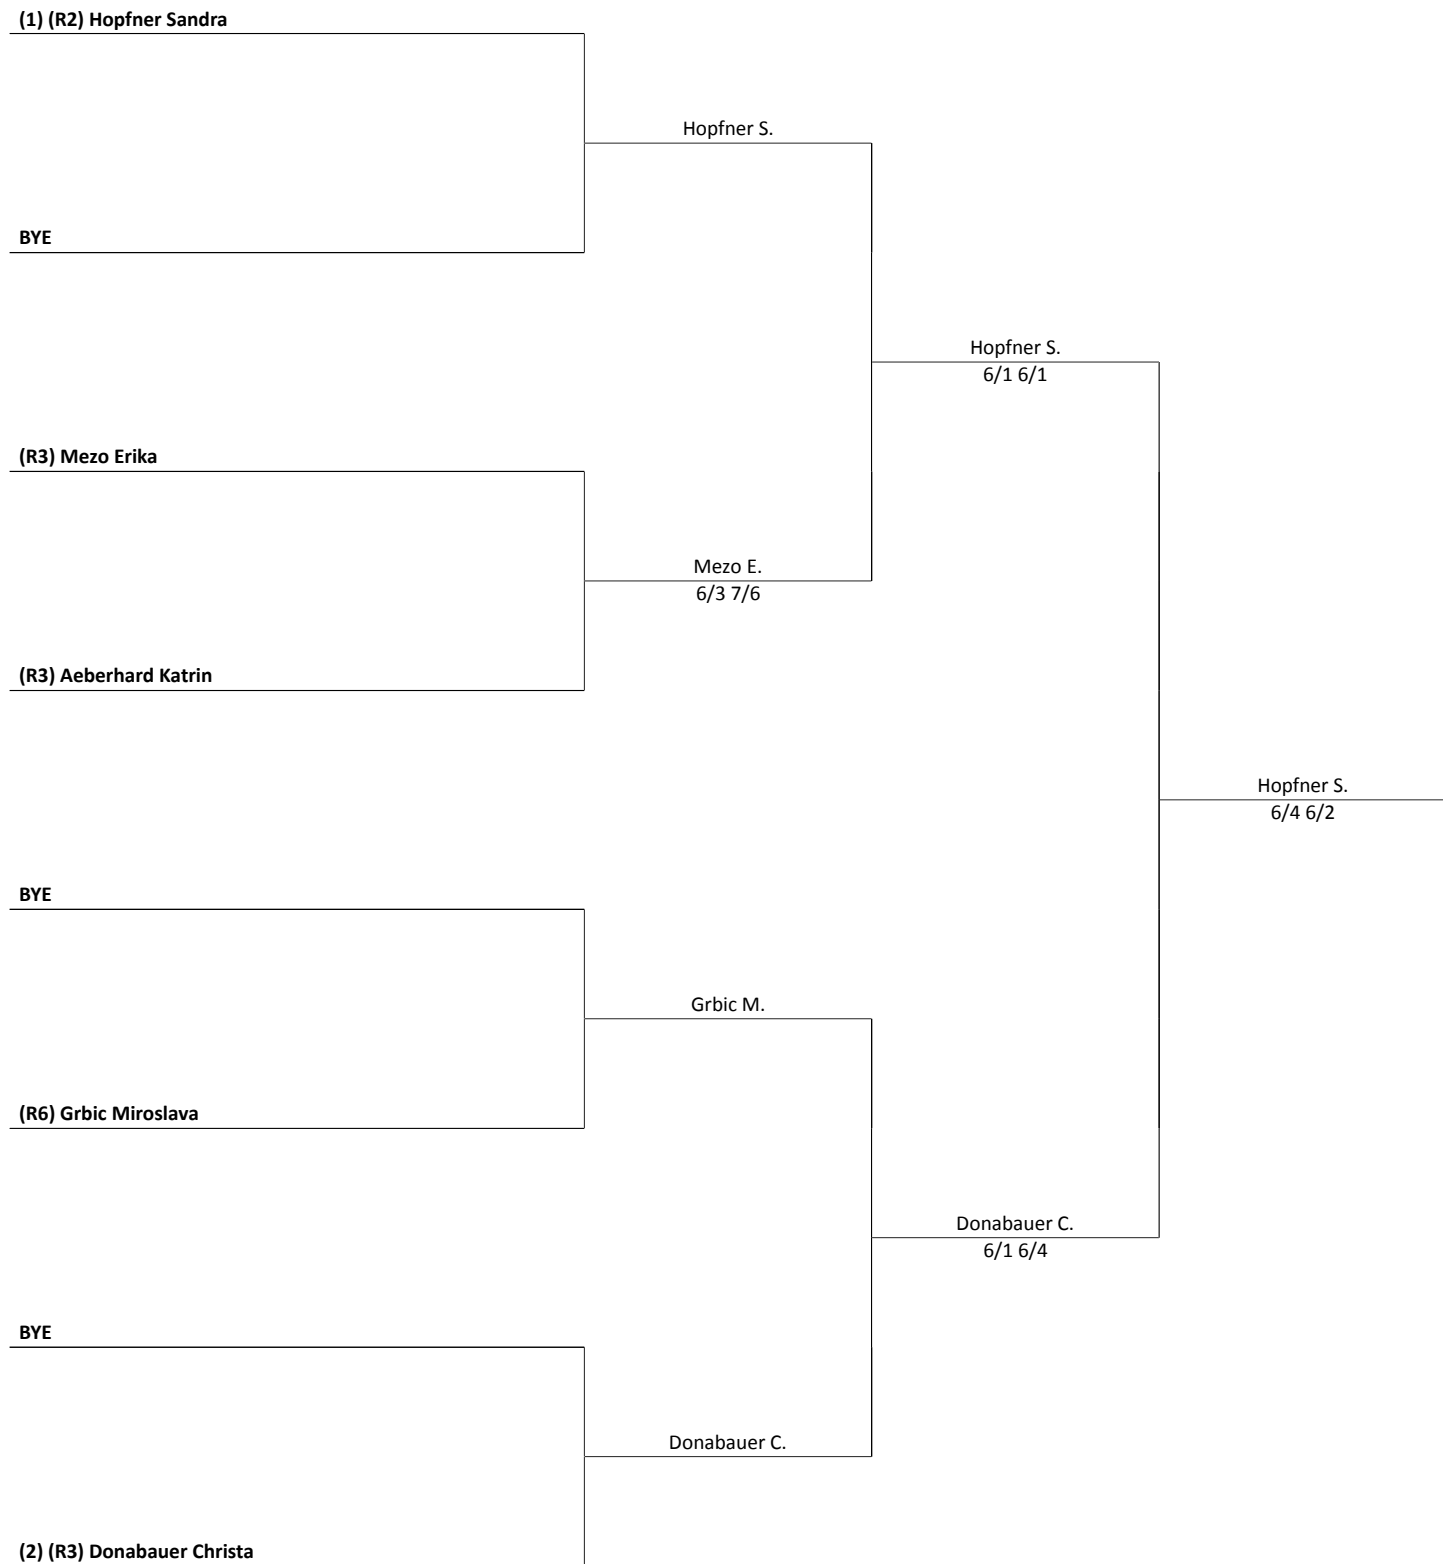 (1) (R2) Hopfner Sandra
Hopfner S.
BYE
Hopfner S.
6/1 6/1
(R3) Mezo Erika
Mezo E.
6/3 7/6
(R3) Aeberhard Katrin
Hopfner S.
6/4 6/2
BYE
Grbic M.
(R6) Grbic Miroslava
Donabauer C.
6/1 6/4
BYE
Donabauer C.
(2) (R3) Donabauer Christa